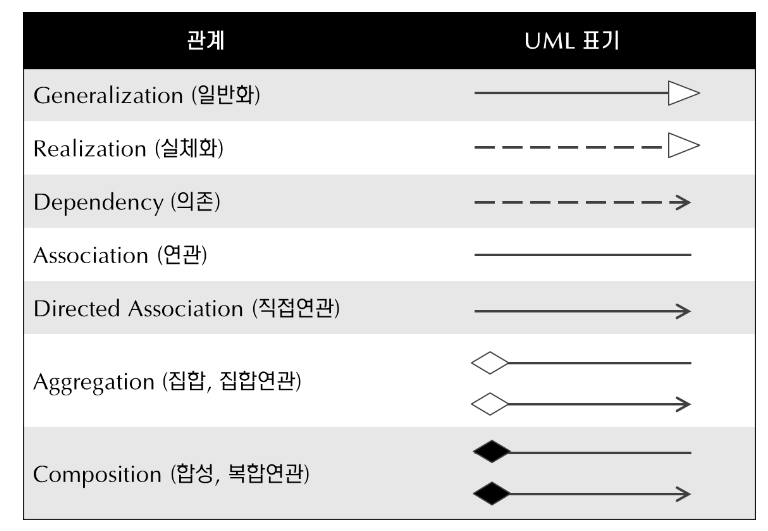 관계 UML 표기
Generalization (일반화)
Realization (실체화)
Dependency (의존)
Association (연관)
Directed Association (직접연관)
Aggregation (집합, 집합연관)
Composition (합성, 복합연관)